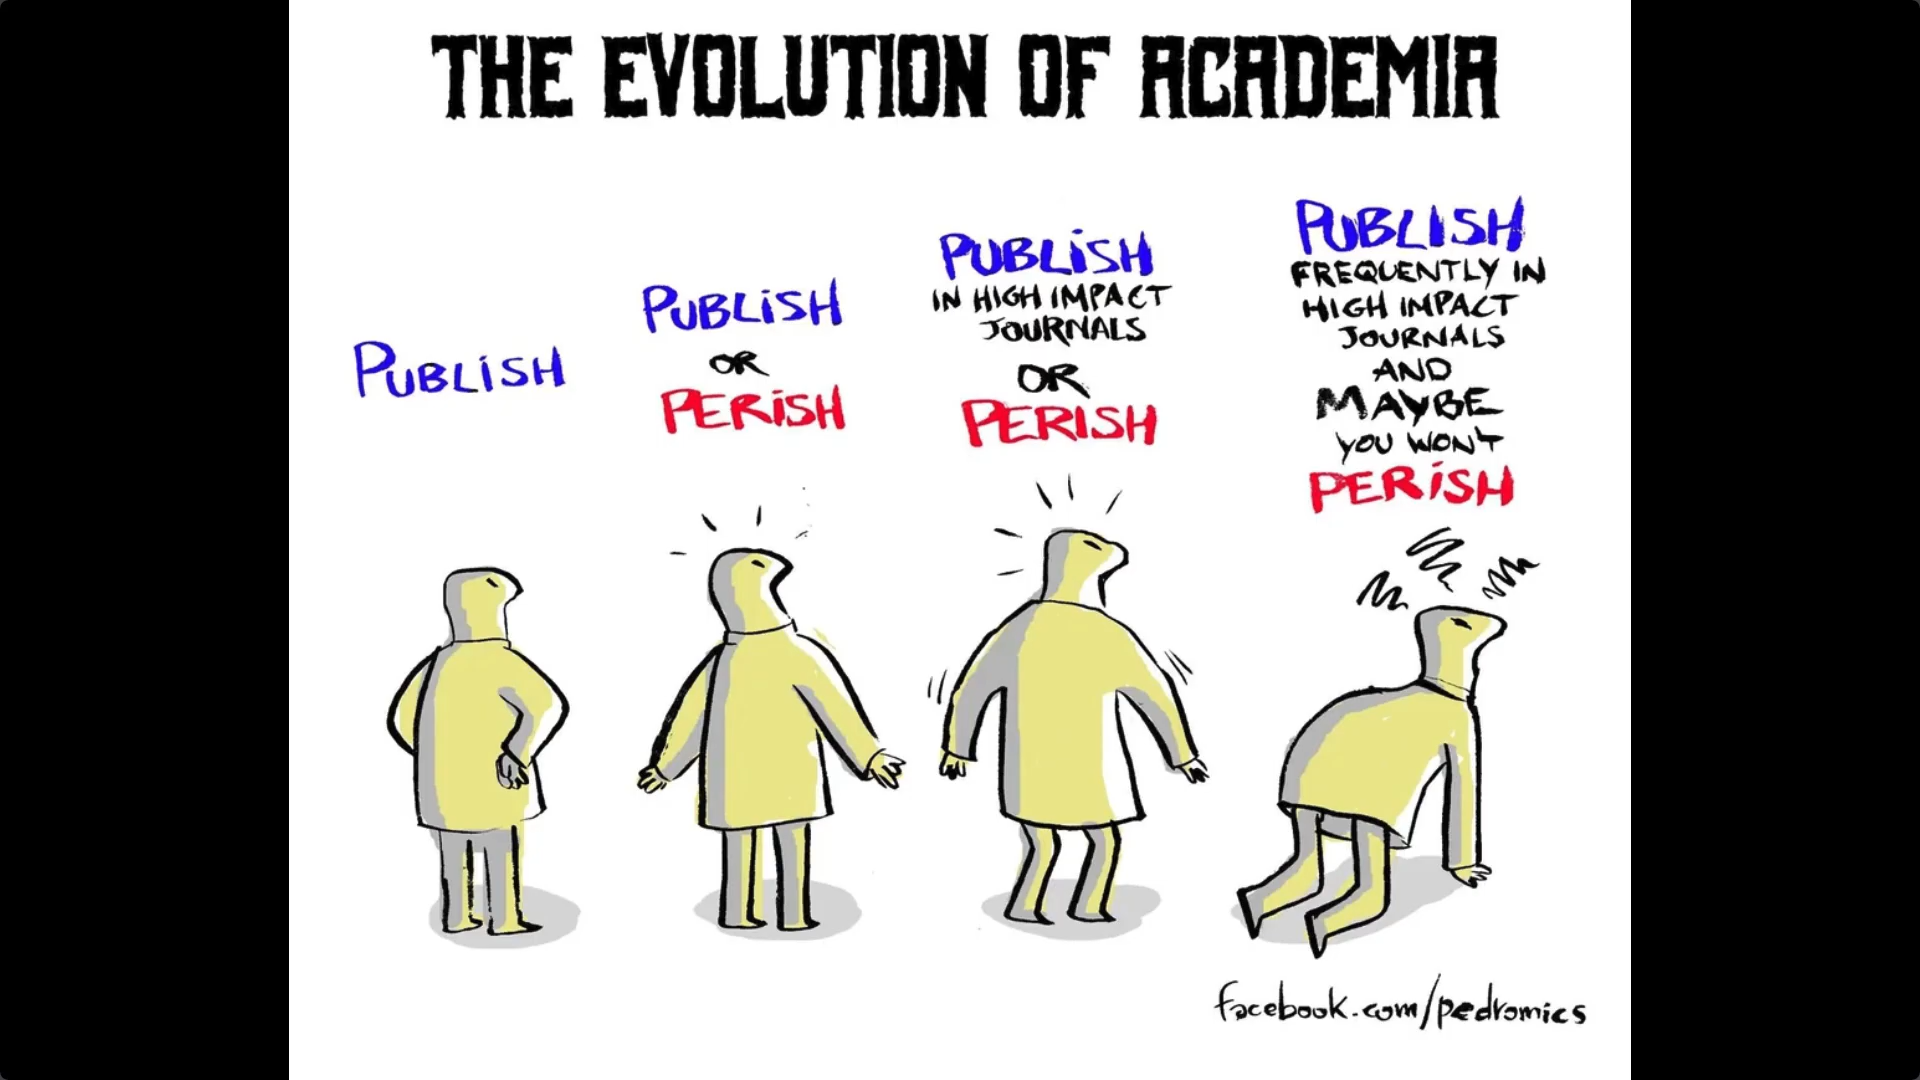 THE EVOLUTION OF ACADEMIA
PUBLISH
PUBLISH
OR
PERISH
PUBLISH
IN HIGH IMPACT
JOURNALS
OR
PERISH
PUBLISH
FREQUENTLY IN
HIGH IMPACT
JOURNALS
AND
MAYBE
YOU WON'T
PERISH
facebook.com/pedromics